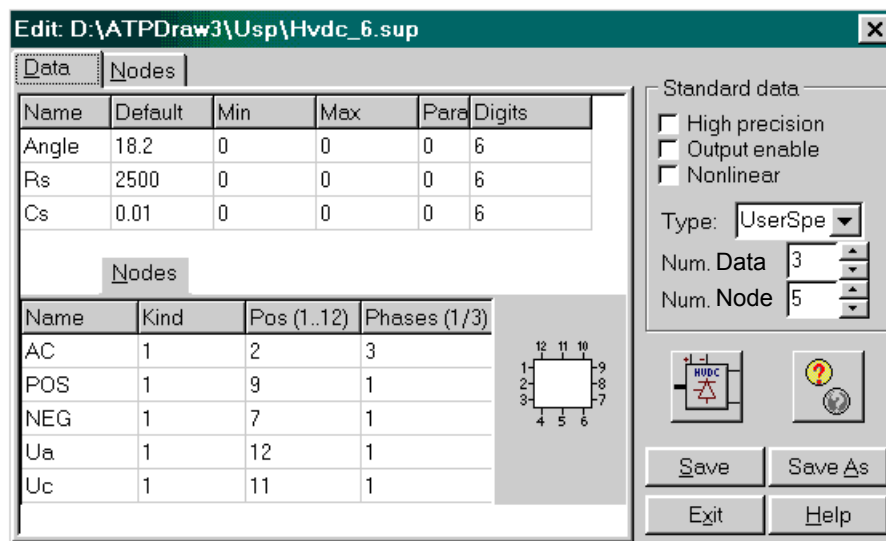 Edit: D:\ATPDraw3\Usp\Hvdc_6.sup
Data Nodes
Name Default Min Max Para Digits
Angle 18.2 0 0 0 6
Rs 2500 0 0 0 6
Cs 0.01 0 0 0 6
Nodes
Name Kind Pos (1..12) Phases (1/3)
AC 1 2 3
POS 1 9 1
NEG 1 7 1
Ua 1 12 1
Uc 1 11 1
12 11 10
1 9
2 8
3 7
4 5 6
Standard data
High precision
Output enable
Nonlinear
Type: UserSpe
Num. Data 3
Num. Node 5
+ -
HVDC
?
?
Save Save As
Exit Help